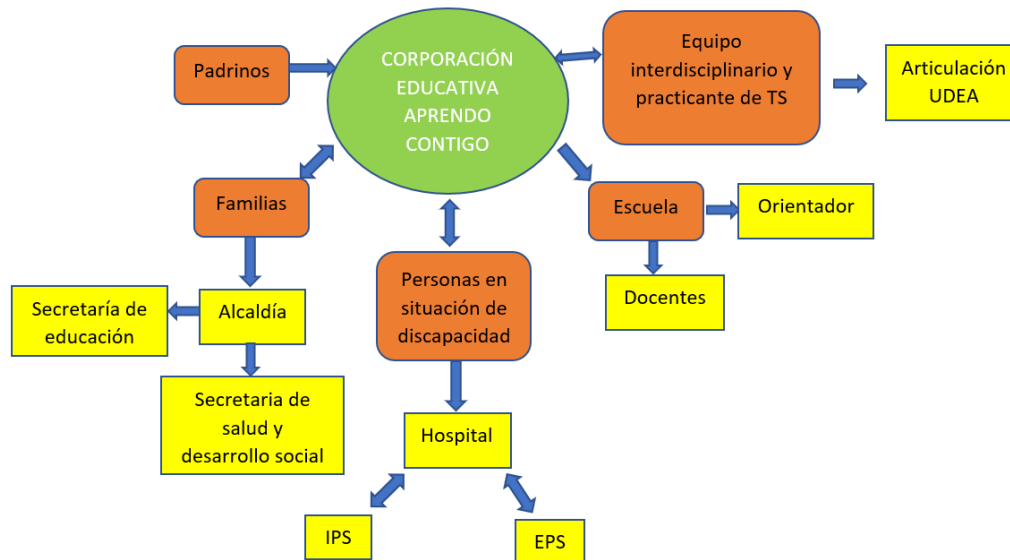 Padrinos
CORPORACIÓN
EDUCATIVA
APRENDO
CONTIGO
Equipo
interdisciplinario y
practicante de TS
Articulación
UDEA
Familias
Escuela
Orientador
Personas en
situación de
discapacidad
Docentes
Secretaría de
educación
Alcaldía
Secretaria de
salud y
desarrollo social
Hospital
IPS
EPS